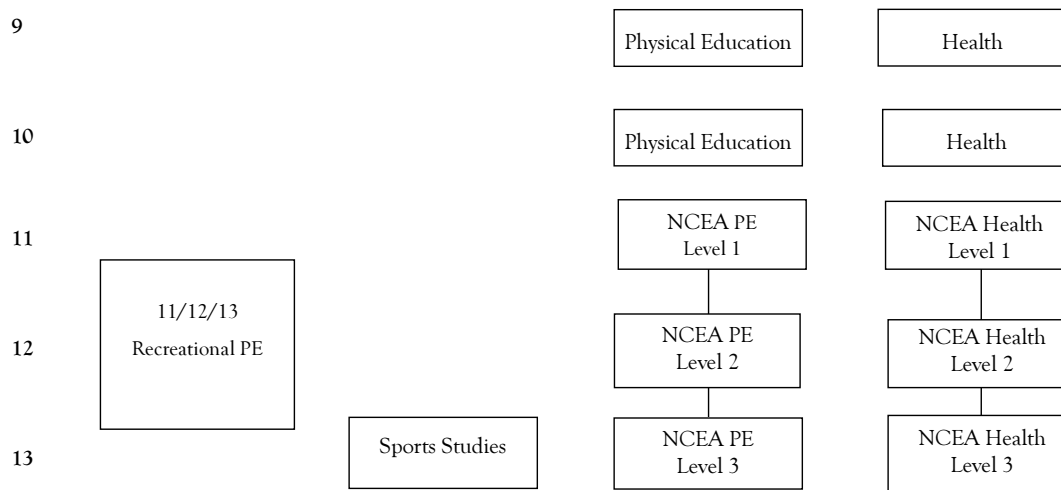 9
Physical Education
Health
10
Physical Education
Health
11
NCEA PE
Level 1
NCEA Health
Level 1
11/12/13
Recreational PE
12
NCEA PE
Level 2
NCEA Health
Level 2
13
Sports Studies
NCEA PE
Level 3
NCEA Health
Level 3